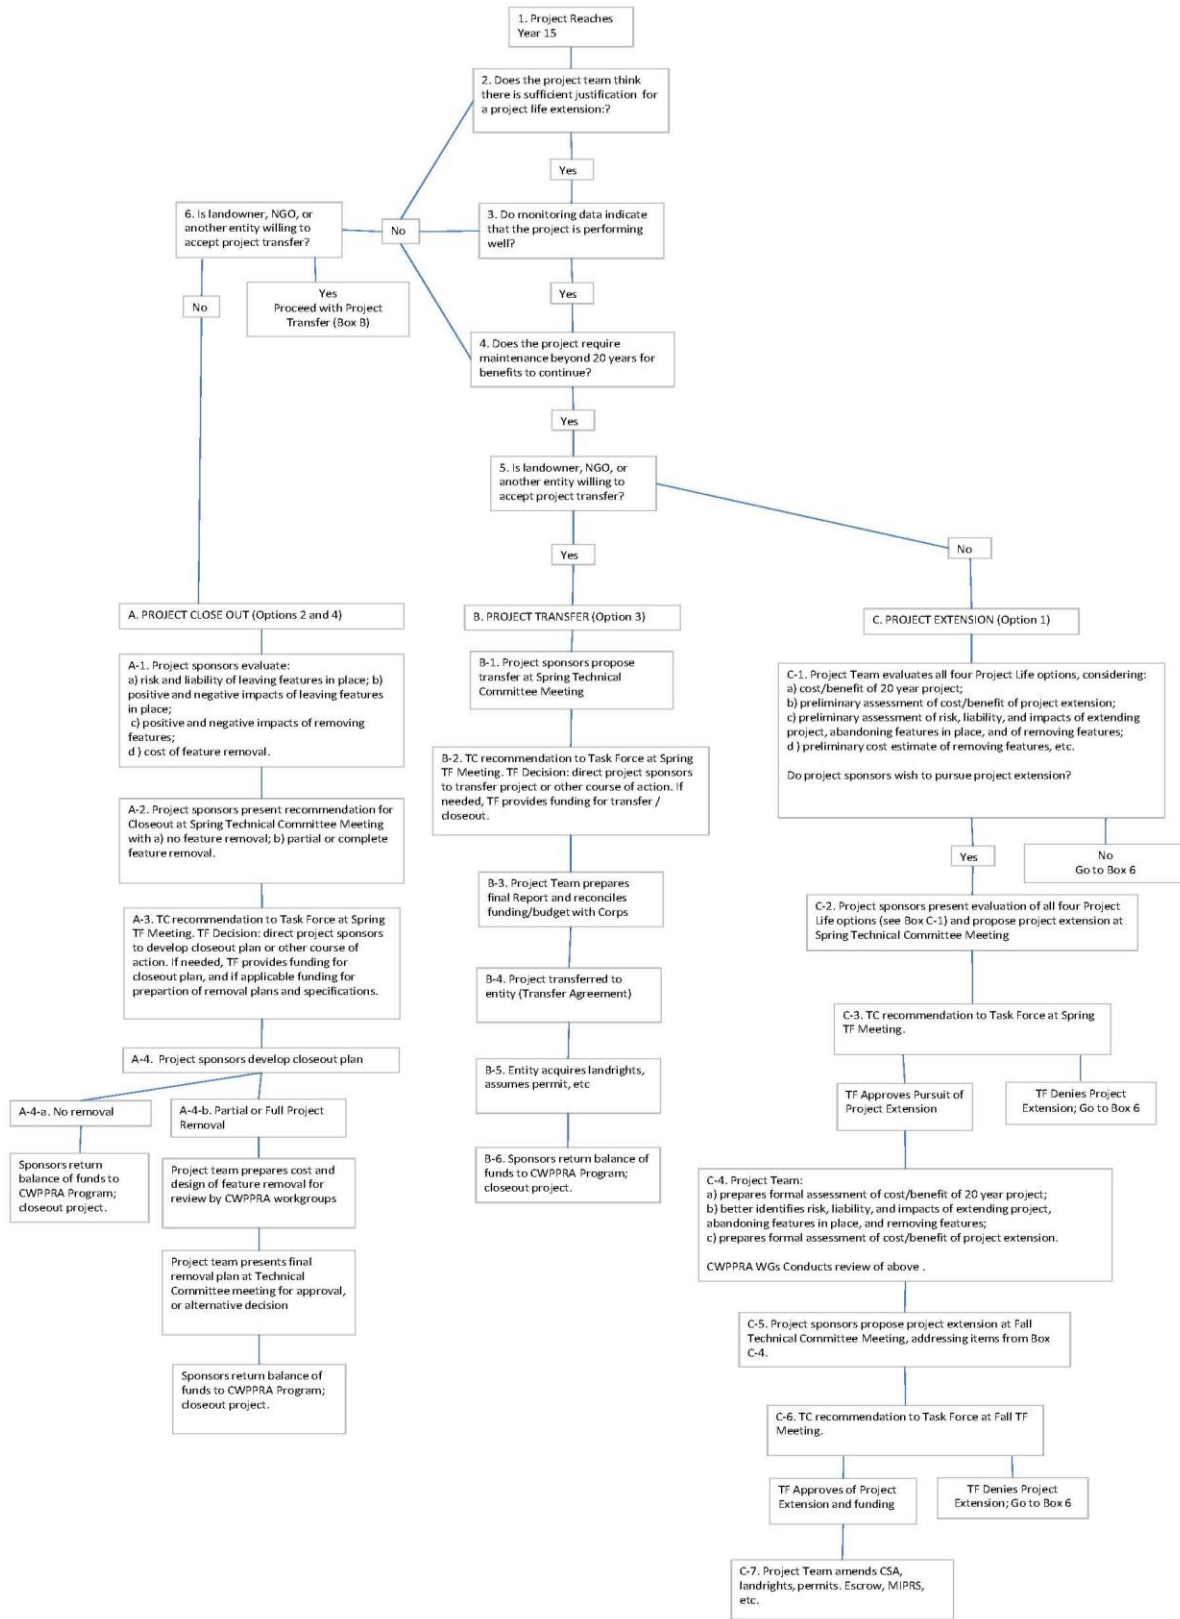 1. Project Reaches
Year 15
2. Does the project team think
there is sufficient justification for
a project life extension:?
Yes
6. Is landowner, NGO, or
another entity willing to
accept project transfer?
No
3. Do monitoring data indicate
that the project is performing
well?
No
Yes
Proceed with Project
Transfer (Box B)
Yes
4. Does the project require
maintenance beyond 20 years for
benefits to continue?
Yes
5. Is landowner, NGO, or
another entity willing to
accept project transfer?
Yes
No
A. PROJECT CLOSE OUT (Options 2 and 4)
A-1. Project sponsors evaluate:
a) risk and liability of leaving features in place; b)
positive and negative impacts of leaving features
in place;
c) positive and negative impacts of removing
features;
d ) cost of feature removal.
A-2. Project sponsors present recommendation for
Closeout at Spring Technical Committee Meeting
with a) no feature removal; b) partial or complete
feature removal.
A-3. TC recommendation to Task Force at Spring
TF Meeting. TF Decision: direct project sponsors
to develop closeout plan or other course of
action. If needed, TF provides funding for
closeout plan, and if applicable funding for
prepartion of removal plans and specifications.
A-4. Project sponsors develop closeout plan
A-4-a. No removal
Sponsors return
balance of funds to
CWPPRA Program;
closeout project.
A-4-b. Partial or Full Project
Removal
Project team prepares cost and
design of feature removal for
review by CWPPRA workgroups
Project team presents final
removal plan at Technical
Committee meeting for approval,
or alternative decision
Sponsors return balance of
funds to CWPPRA Program;
closeout project.
B. PROJECT TRANSFER (Option 3)
B-1. Project sponsors propose
transfer at Spring Technical
Committee Meeting
B-2. TC recommendation to Task Force at Spring
TF Meeting. TF Decision: direct project sponsors
to transfer project or other course of action. If
needed, TF provides funding for transfer /
closeout.
B-3. Project Team prepares
final Report and reconciles
funding/budget with Corps
B-4. Project transferred to
entity (Transfer Agreement)
B-5. Entity acquires landrights,
assumes permit, etc
B-6. Sponsors return balance of
funds to CWPPRA Program;
closeout project.
C. PROJECT EXTENSION (Option 1)
C-1. Project Team evaluates all four Project Life options, considering:
a) cost/benefit of 20 year project;
b) preliminary assessment of cost/benefit of project extension;
c) preliminary assessment of risk, liability, and impacts of extending
project, abandoning features in place, and of removing features;
d ) preliminary cost estimate of removing features, etc.
Do project sponsors wish to pursue project extension?
Yes
No
Go to Box 6
C-2. Project sponsors present evaluation of all four Project
Life options (see Box C-1) and propose project extension at
Spring Technical Committee Meeting
C-3. TC recommendation to Task Force at Spring
TF Meeting.
TF Approves Pursuit of
Project Extension
TF Denies Project
Extension; Go to Box 6
C-4. Project Team:
a) prepares formal assessment of cost/benefit of 20 year project;
b) better identifies risk, liability, and impacts of extending project,
abandoning features in place, and removing features;
c) prepares formal assessment of cost/benefit of project extension.
CWPPRA WGs Conducts review of above .
C-5. Project sponsors propose project extension at Fall
Technical Committee Meeting, addressing items from Box
C-4.
C-6. TC recommendation to Task Force at Fall TF
Meeting.
TF Approves of Project
Extension and funding
TF Denies Project
Extension; Go to Box 6
C-7. Project Team amends CSA,
landrights, permits. Escrow, MIPRS,
etc.